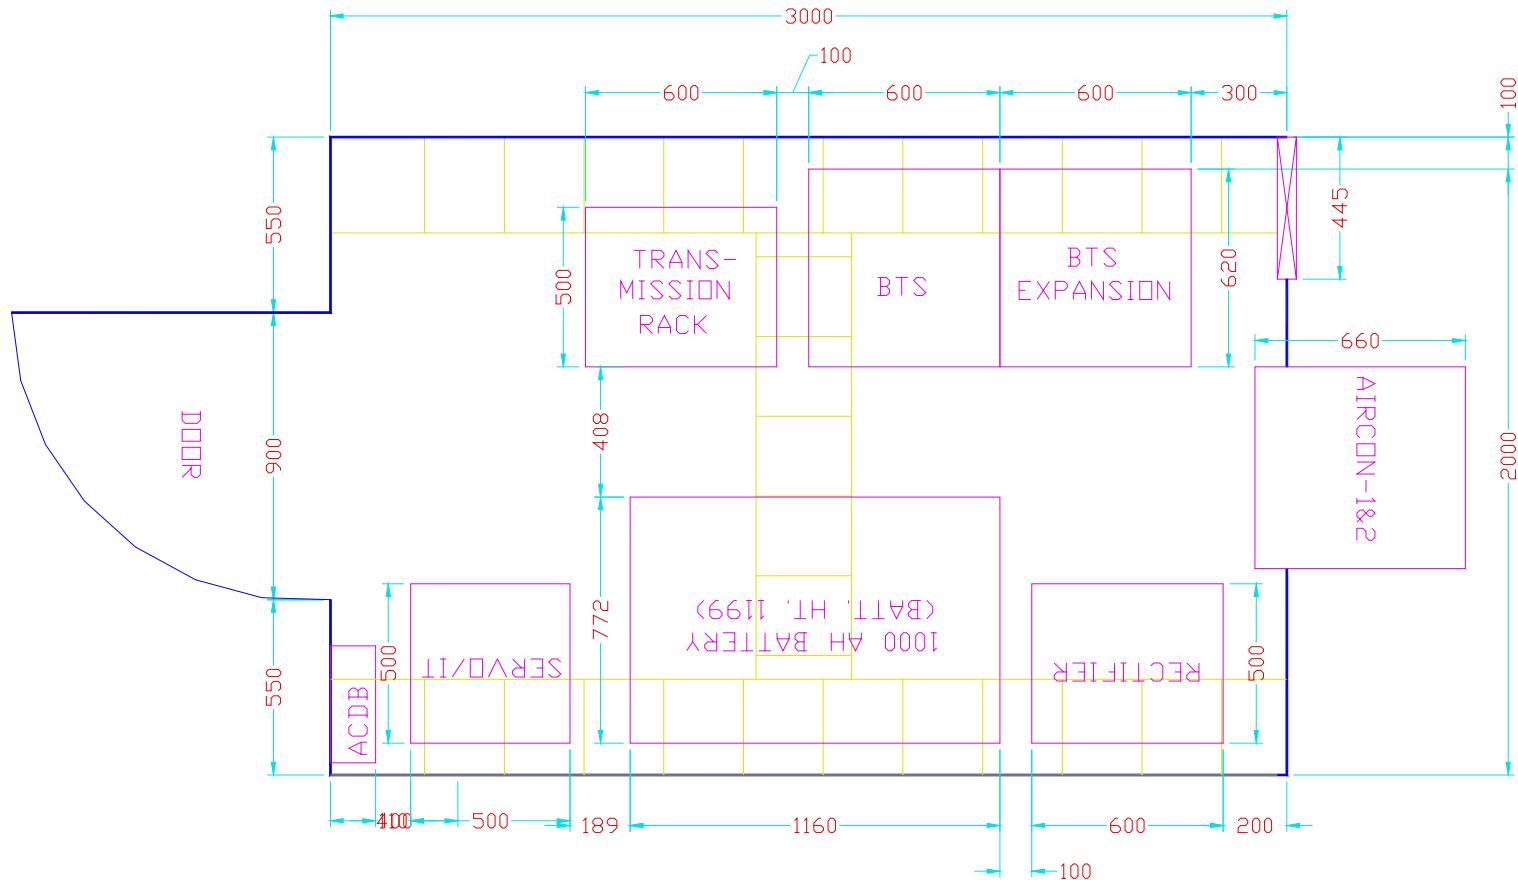 3000
100
600
600
600
300
100
550
445
500
TRANS-
MISSION
RACK
BTS
BTS
EXPANSION
620
660
DOOR
900
408
AIRCON-1&2
2000
772
1000 AH BATTERY
(BATT. HT. 1199)
550
ACDB
500
SERVO/IT
RECTIFIER
500
500
189
1160
600
200
100